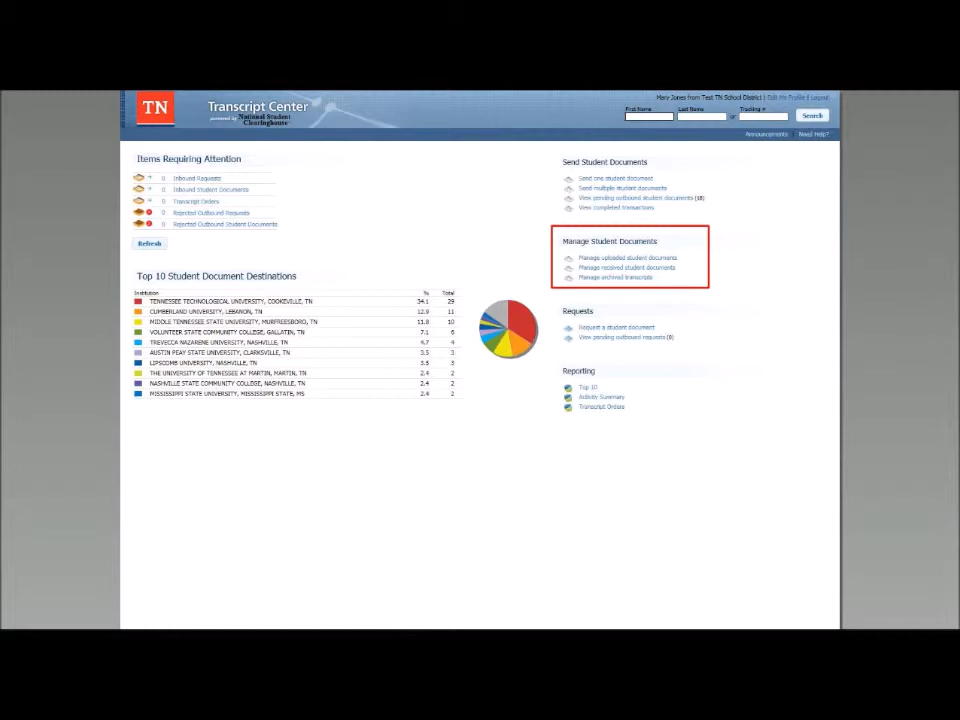 TN
Transcript Center
powered by National Student Clearinghouse
Mary Jones from Test TN School District | Edit My Profile | Logout
First Name Last Name Tracking #
or Search
Announcements | Need Help?
Items Requiring Attention
0 Inbound Requests
0 Inbound Student Documents
0 Transcript Orders
0 Rejected Outbound Requests
0 Rejected Outbound Student Documents
Refresh
Top 10 Student Document Destinations
Institution % Total
TENNESSEE TECHNOLOGICAL UNIVERSITY, COOKEVILLE, TN 34.1 29
CUMBERLAND UNIVERSITY, LEBANON, TN 12.9 11
MIDDLE TENNESSEE STATE UNIVERSITY, MURFREESBORO, TN 11.8 10
VOLUNTEER STATE COMMUNITY COLLEGE, GALLATIN, TN 7.1 6
TREVECCA NAZARENE UNIVERSITY, NASHVILLE, TN 4.7 4
AUSTIN PEAY STATE UNIVERSITY, CLARKSVILLE, TN 3.5 3
LIPSCOMB UNIVERSITY, NASHVILLE, TN 3.5 3
THE UNIVERSITY OF TENNESSEE AT MARTIN, MARTIN, TN 2.4 2
NASHVILLE STATE COMMUNITY COLLEGE, NASHVILLE, TN 2.4 2
MISSISSIPPI STATE UNIVERSITY, MISSISSIPPI STATE, MS 2.4 2
Send Student Documents
Send one student document
Send multiple student documents
View pending outbound student documents (18)
View completed transactions
Manage Student Documents
Manage uploaded student documents
Manage received student documents
Manage archived transcripts
Requests
Request a student document
View pending outbound requests (0)
Reporting
Top 10
Activity Summary
Transcript Orders